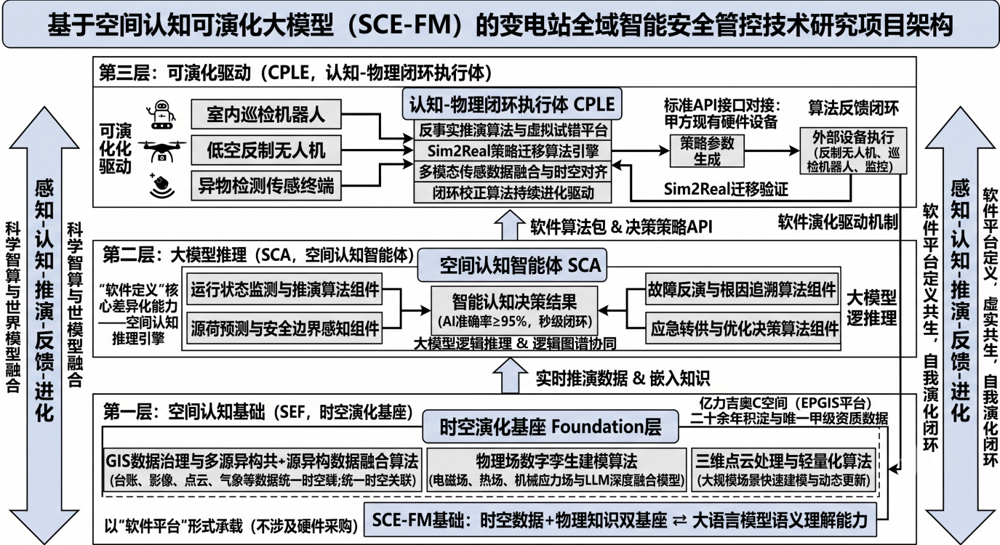 基于空间认知可演化大模型（SCE-FM）的变电站全域智能安全管控技术研究项目架构
第三层：可演化驱动（CPLE，认知-物理闭环执行体）
可演
化化
驱动
室内巡检机器人
低空反制无人机
异物检测传感终端
认知-物理闭环执行体 CPLE
反事实推演算法与虚拟试错平台
Sim2Real策略迁移算法引擎
多模态传感数据融合与时空对齐
闭环校正算法持续进化驱动
标准API接口对接：
甲方现有硬件设备
策略参数
生成
算法反馈闭环
外部设备执行
（反制无人机、巡
检机器人、监控）
Sim2Real迁移验证
软件算法包 & 决策策略API
软件演化驱动机制
第二层：大模型推理（SCA，空间认知智能体）
空间认知智能体 SCA
“软件定义”核
心差异化能力
——空间认知
推理引擎
运行状态监测与推演算法组件
源荷预测与安全边界感知组件
智能认知决策结果
（AI准确率≥95%，秒级闭环）
故障反演与根因追溯算法组件
应急转供与优化决策算法组件
大模型逻辑推理 & 逻辑图谱协同
大模型
逻推理
实时推演数据 & 嵌入知识
第一层：空间认知基础（SEF，时空演化基座）
时空演化基座 Foundation层
亿力吉奥C空间（EPGIS平台）
二十余年积淀与唯一甲级资质数据
GIS数据治理与多源异构共+源异构数据融合算法
（台账、影像、点云、气象等数据统一时空;统一时空关联）
物理场数字孪生建模算法
（电磁场、热场、机械应力场与LLM深度融合模型）
三维点云处理与轻量化算法
（大规模场景快速建模与动态更新）
以“软件平台”形式承载（不涉及硬件采购）
SCE-FM基础：时空数据+物理知识双基座 ⇄ 大语言模型语义理解能力
科学智算与世界模型融合
感知-认知-推演-反馈-进化
科学智算与世模型融合
软件平台定义共生，自我演化闭环
感知-认知-推演-反馈-进化
软件平台定义，虚实共生，自我演化闭环